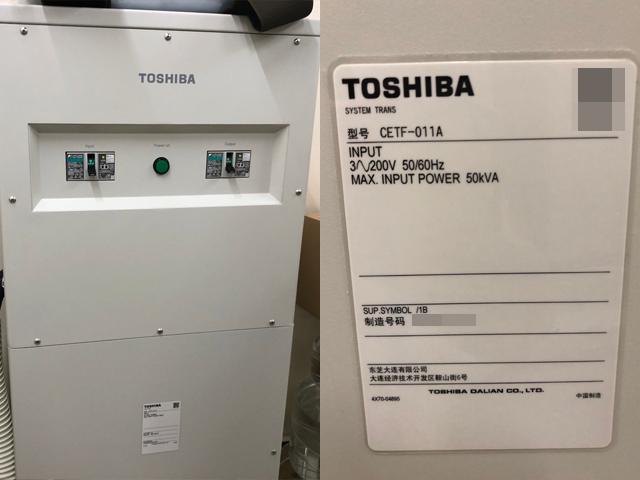 TOSHIBA
Input
Power on
Output
TOSHIBA
SYSTEM TRANS
型号 CETF-011A
INPUT
3∿200V 50/60Hz
MAX. INPUT POWER 50kVA
SUP.SYMBOL /1B
制造号码
东芝大连有限公司
大连经济技术开发区鞍山街6号
TOSHIBA DALIAN CO., LTD.
4X70-04895
中国制造